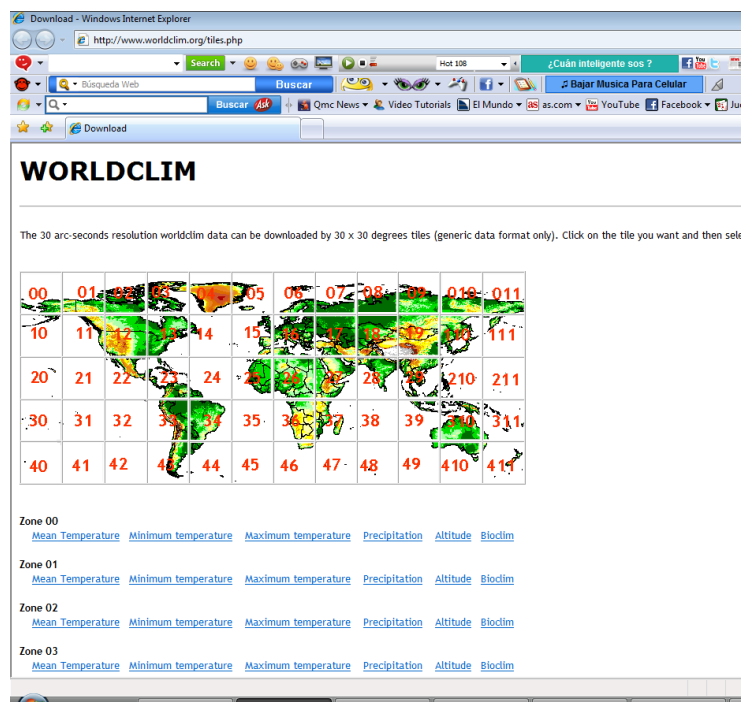 Download - Windows Internet Explorer
http://www.worldclim.org/tiles.php
Search Hot 108 ¿Cuán inteligente sos ?
Búsqueda Web Buscar Bajar Musica Para Celular
Buscar Ask Qmc News Video Tutorials El Mundo as.com YouTube Facebook
Download
WORLDCLIM
The 30 arc-seconds resolution worldclim data can be downloaded by 30 x 30 degrees tiles (generic data format only). Click on the tile you want and then sele
00 01 02 03 04 05 06 07 08 09 010 011
10 11 12 13 14 15 16 17 18 19 110 111
20 21 22 23 24 25 26 27 28 29 210 211
30 31 32 33 34 35 36 37 38 39 310 311
40 41 42 43 44 45 46 47 48 49 410 411
Zone 00
Mean Temperature Minimum temperature Maximum temperature Precipitation Altitude Bioclim
Zone 01
Mean Temperature Minimum temperature Maximum temperature Precipitation Altitude Bioclim
Zone 02
Mean Temperature Minimum temperature Maximum temperature Precipitation Altitude Bioclim
Zone 03
Mean Temperature Minimum temperature Maximum temperature Precipitation Altitude Bioclim